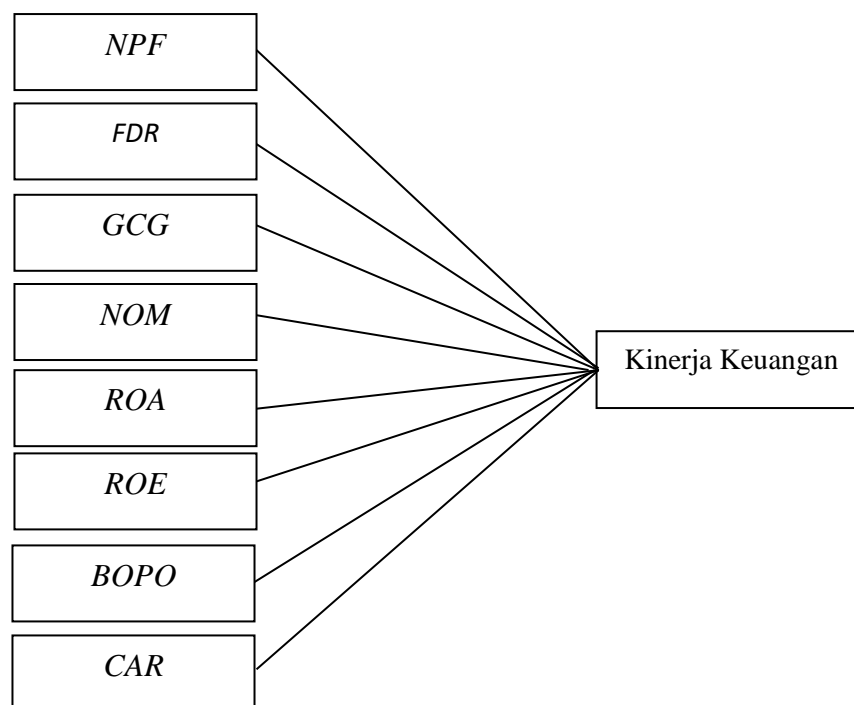 NPF
FDR
GCG
NOM
ROA
ROE
BOPO
CAR
Kinerja Keuangan